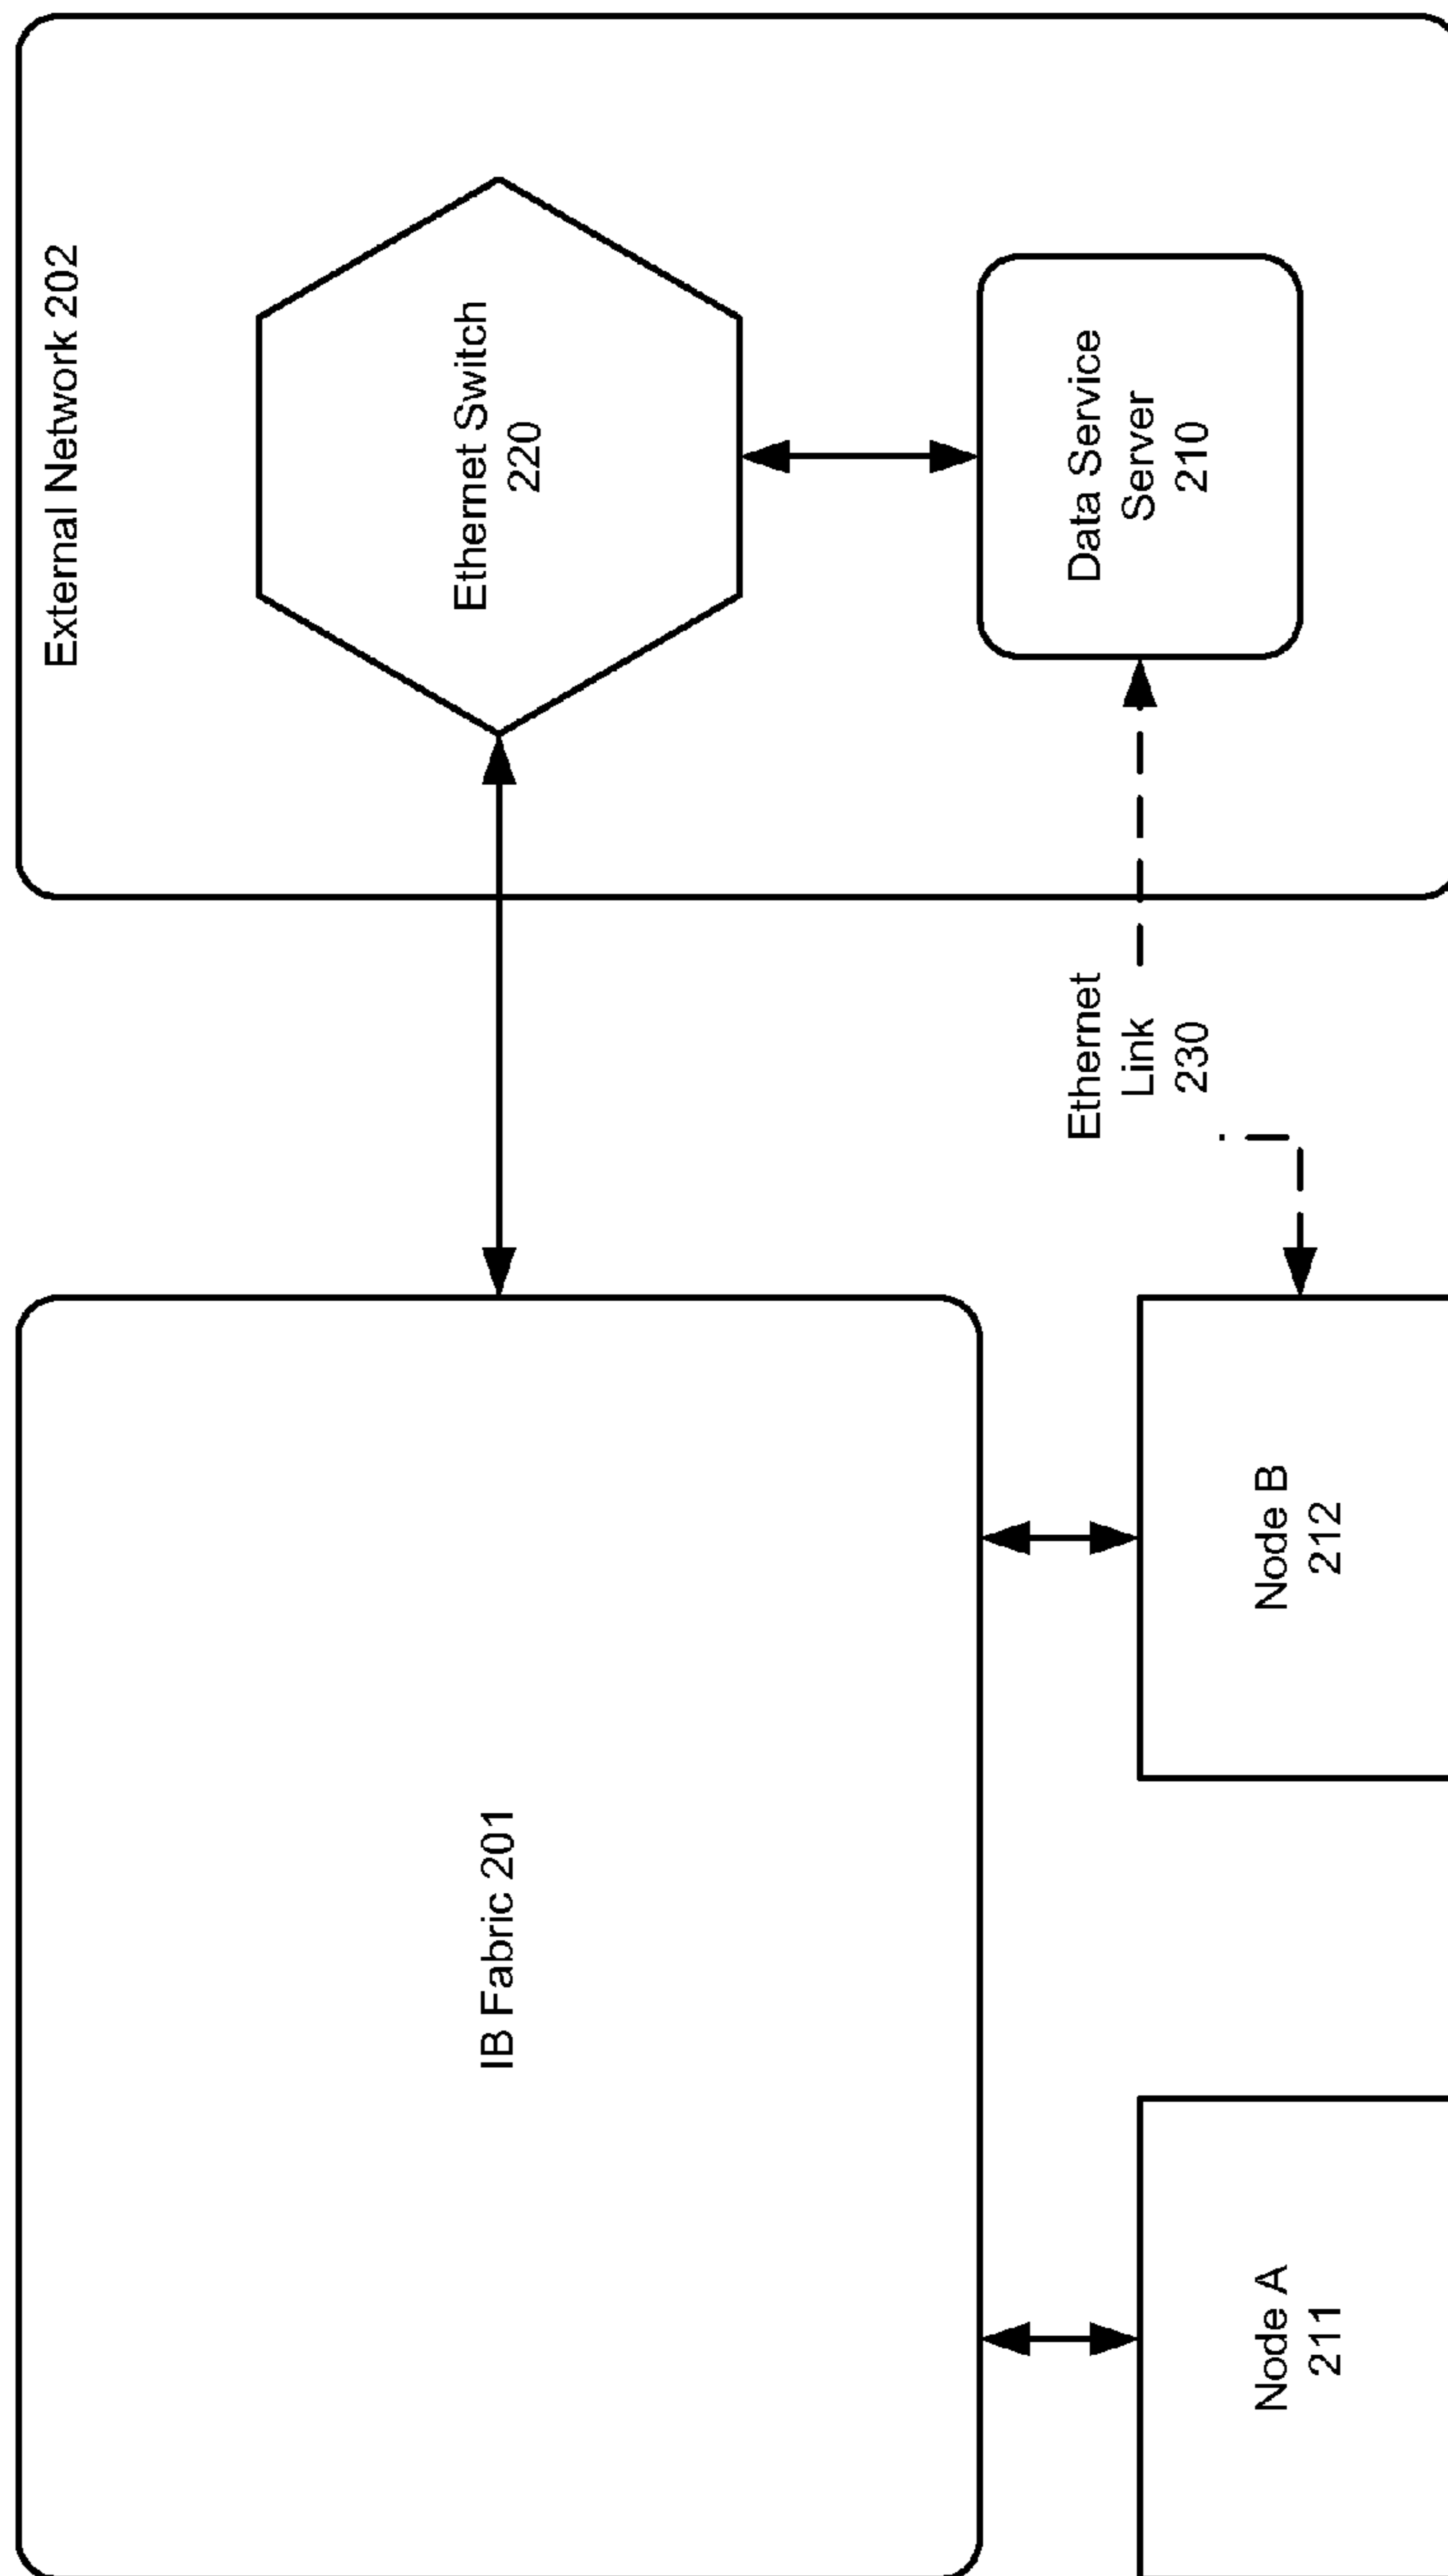 External Network 202
Ethernet Switch
220
Data Service
Server
210
Ethernet
Link
230
IB Fabric 201
Node B
212
Node A
211